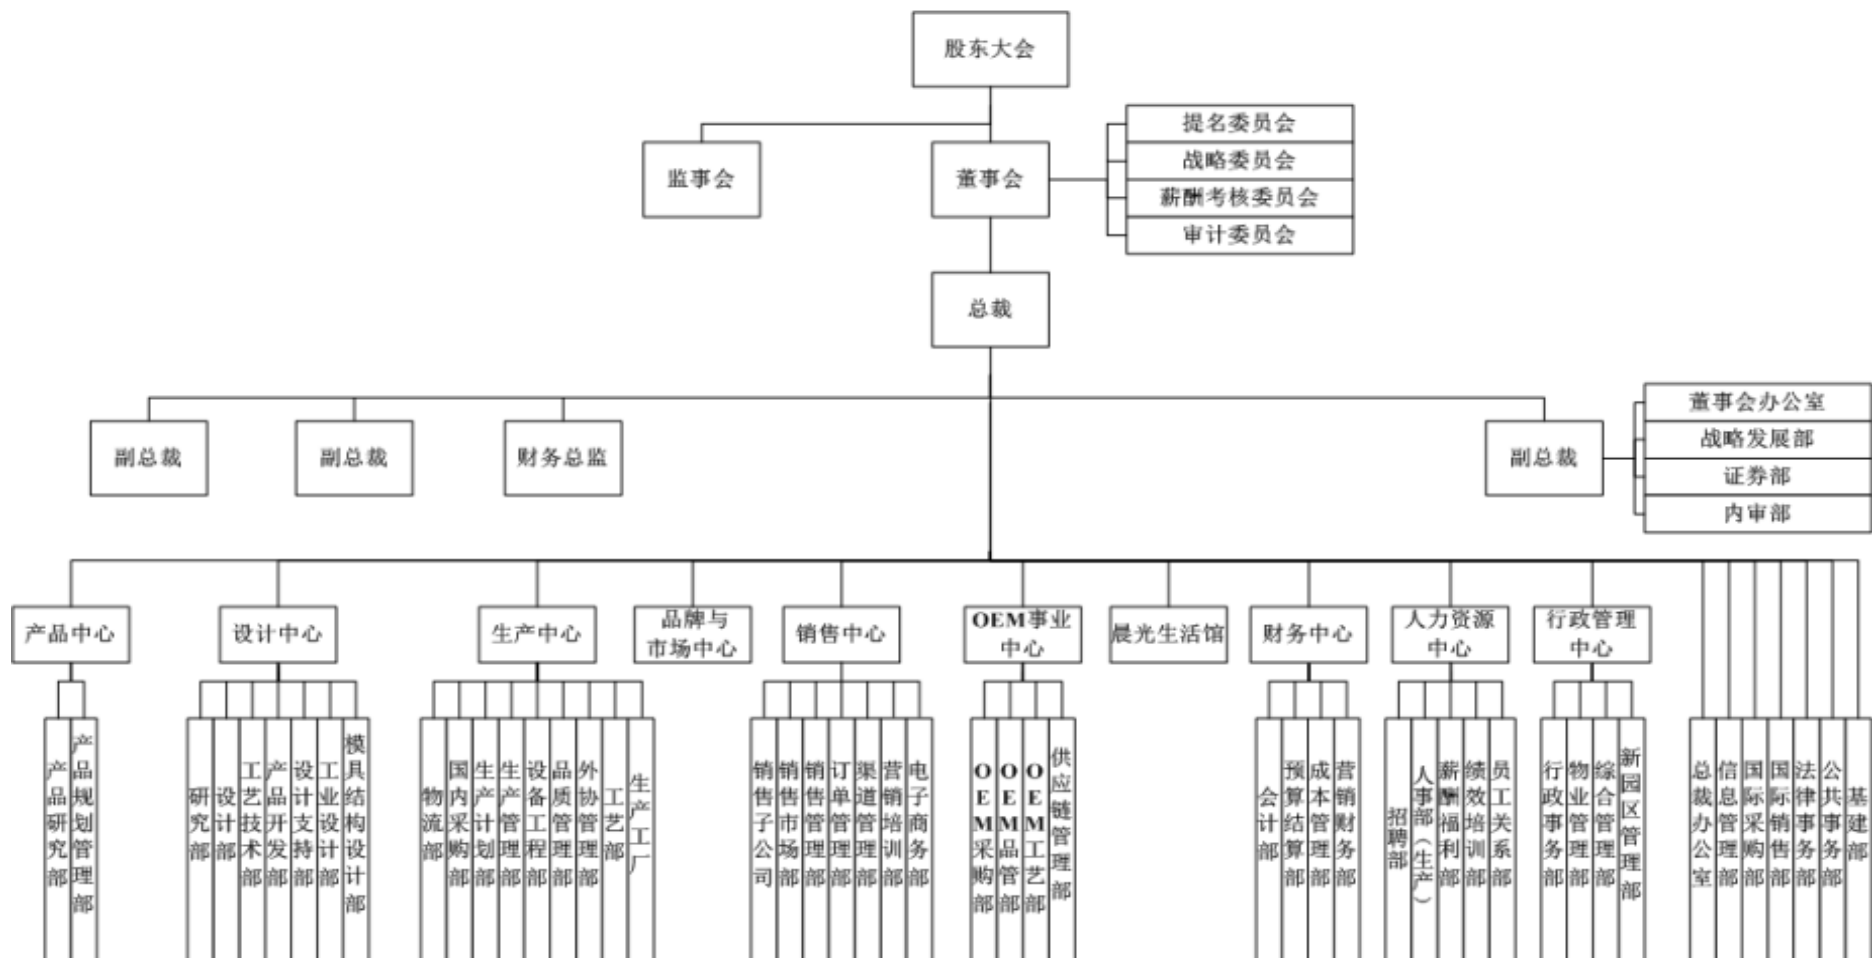 股东大会
提名委员会
战略委员会
薪酬考核委员会
审计委员会
监事会
董事会
总裁
董事会办公室
战略发展部
证券部
内审部
副总裁
副总裁
财务总监
副总裁
产品中心
设计中心
生产中心
品牌与
市场中心
销售中心
OEM事业
中心
晨光生活馆
财务中心
人力资源
中心
行政管理
中心
产品研究部
产品规划管理部
研究部
设计部
工艺技术部
产品开发部
设计支持部
工业设计部
模具结构设计部
物流部
国内采购部
生产计划部
生产管理部
设备工程部
品质管理部
外协管理部
工艺部
生产工厂
销售子公司
销售市场部
销售管理部
订单管理部
渠道管理部
营销培训部
电子商务部
OEM采购部
OEM品管部
OEM工艺部
供应链管理部
会计部
预算结算部
成本管理部
营销财务部
招聘部
人事部（生产）
薪酬福利部
绩效培训部
员工关系部
行政事务部
物业管理部
综合管理部
新园区管理部
总裁办公室
信息管理部
国际采购部
国际销售部
法律事务部
公共事务部
基建部